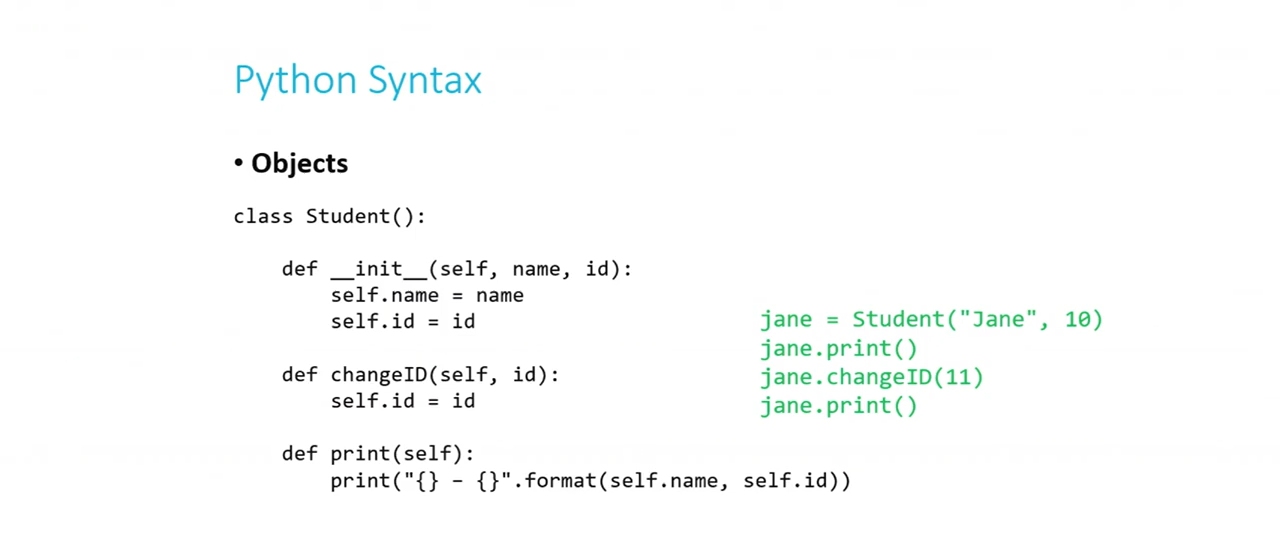 Python Syntax
• Objects
class Student():
def __init__(self, name, id):
self.name = name
self.id = id
def changeID(self, id):
self.id = id
def print(self):
print("{} – {}".format(self.name, self.id))
jane = Student("Jane", 10)
jane.print()
jane.changeID(11)
jane.print()